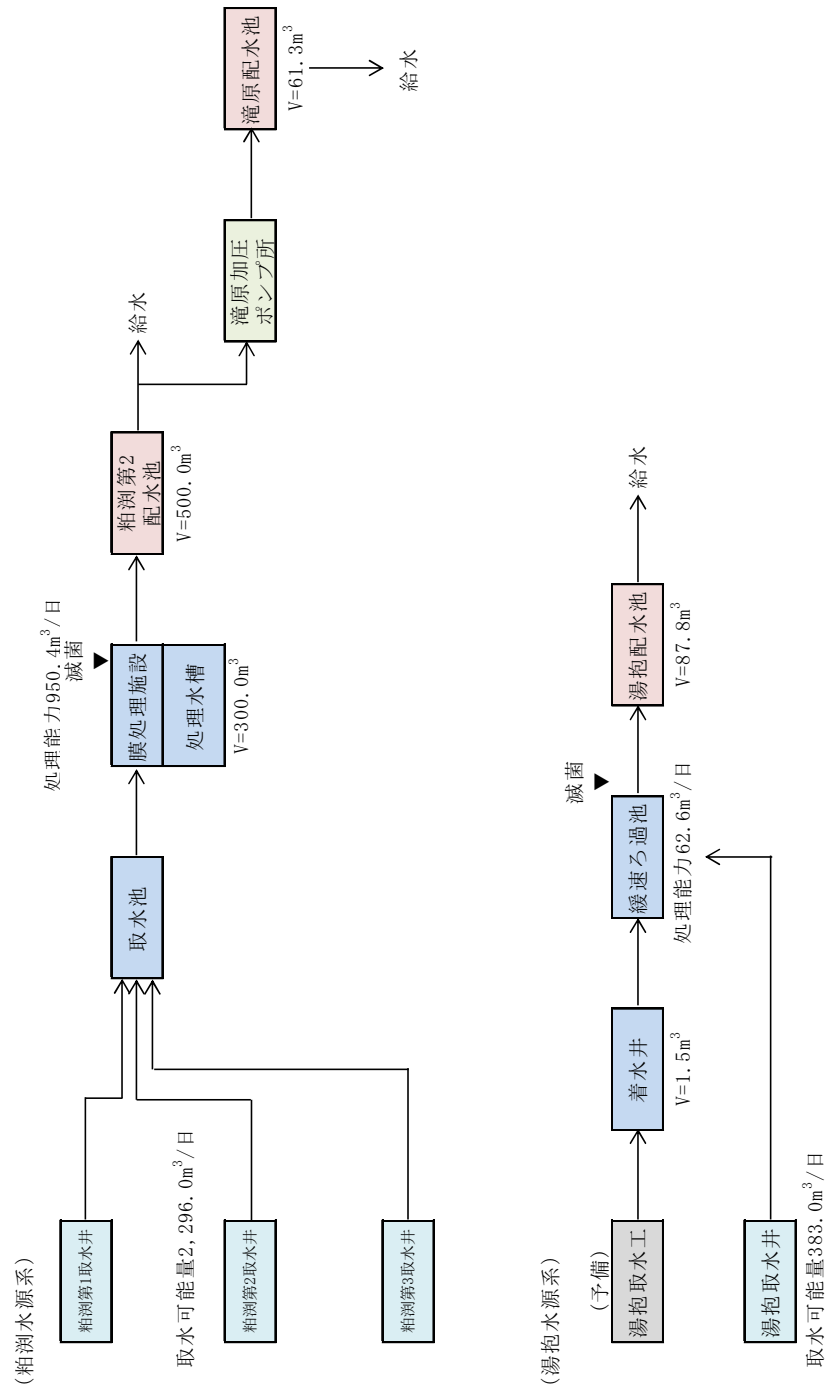 (粕渕水源系)
粕渕第1取水井
取水可能量2,296.0m³/日
粕渕第2取水井
粕渕第3取水井
取水池
処理能力950.4m³/日
滅菌
▼
膜処理施設
処理水槽
V=300.0m³
粕渕第2
配水池
V=500.0m³
給水
滝原加圧
ポンプ所
滝原配水池
V=61.3m³
給水
(湯抱水源系)
(予備)
湯抱取水工
湯抱取水井
取水可能量383.0m³/日
着水井
V=1.5m³
滅菌
▼
緩速ろ過池
処理能力62.6m³/日
湯抱配水池
V=87.8m³
給水